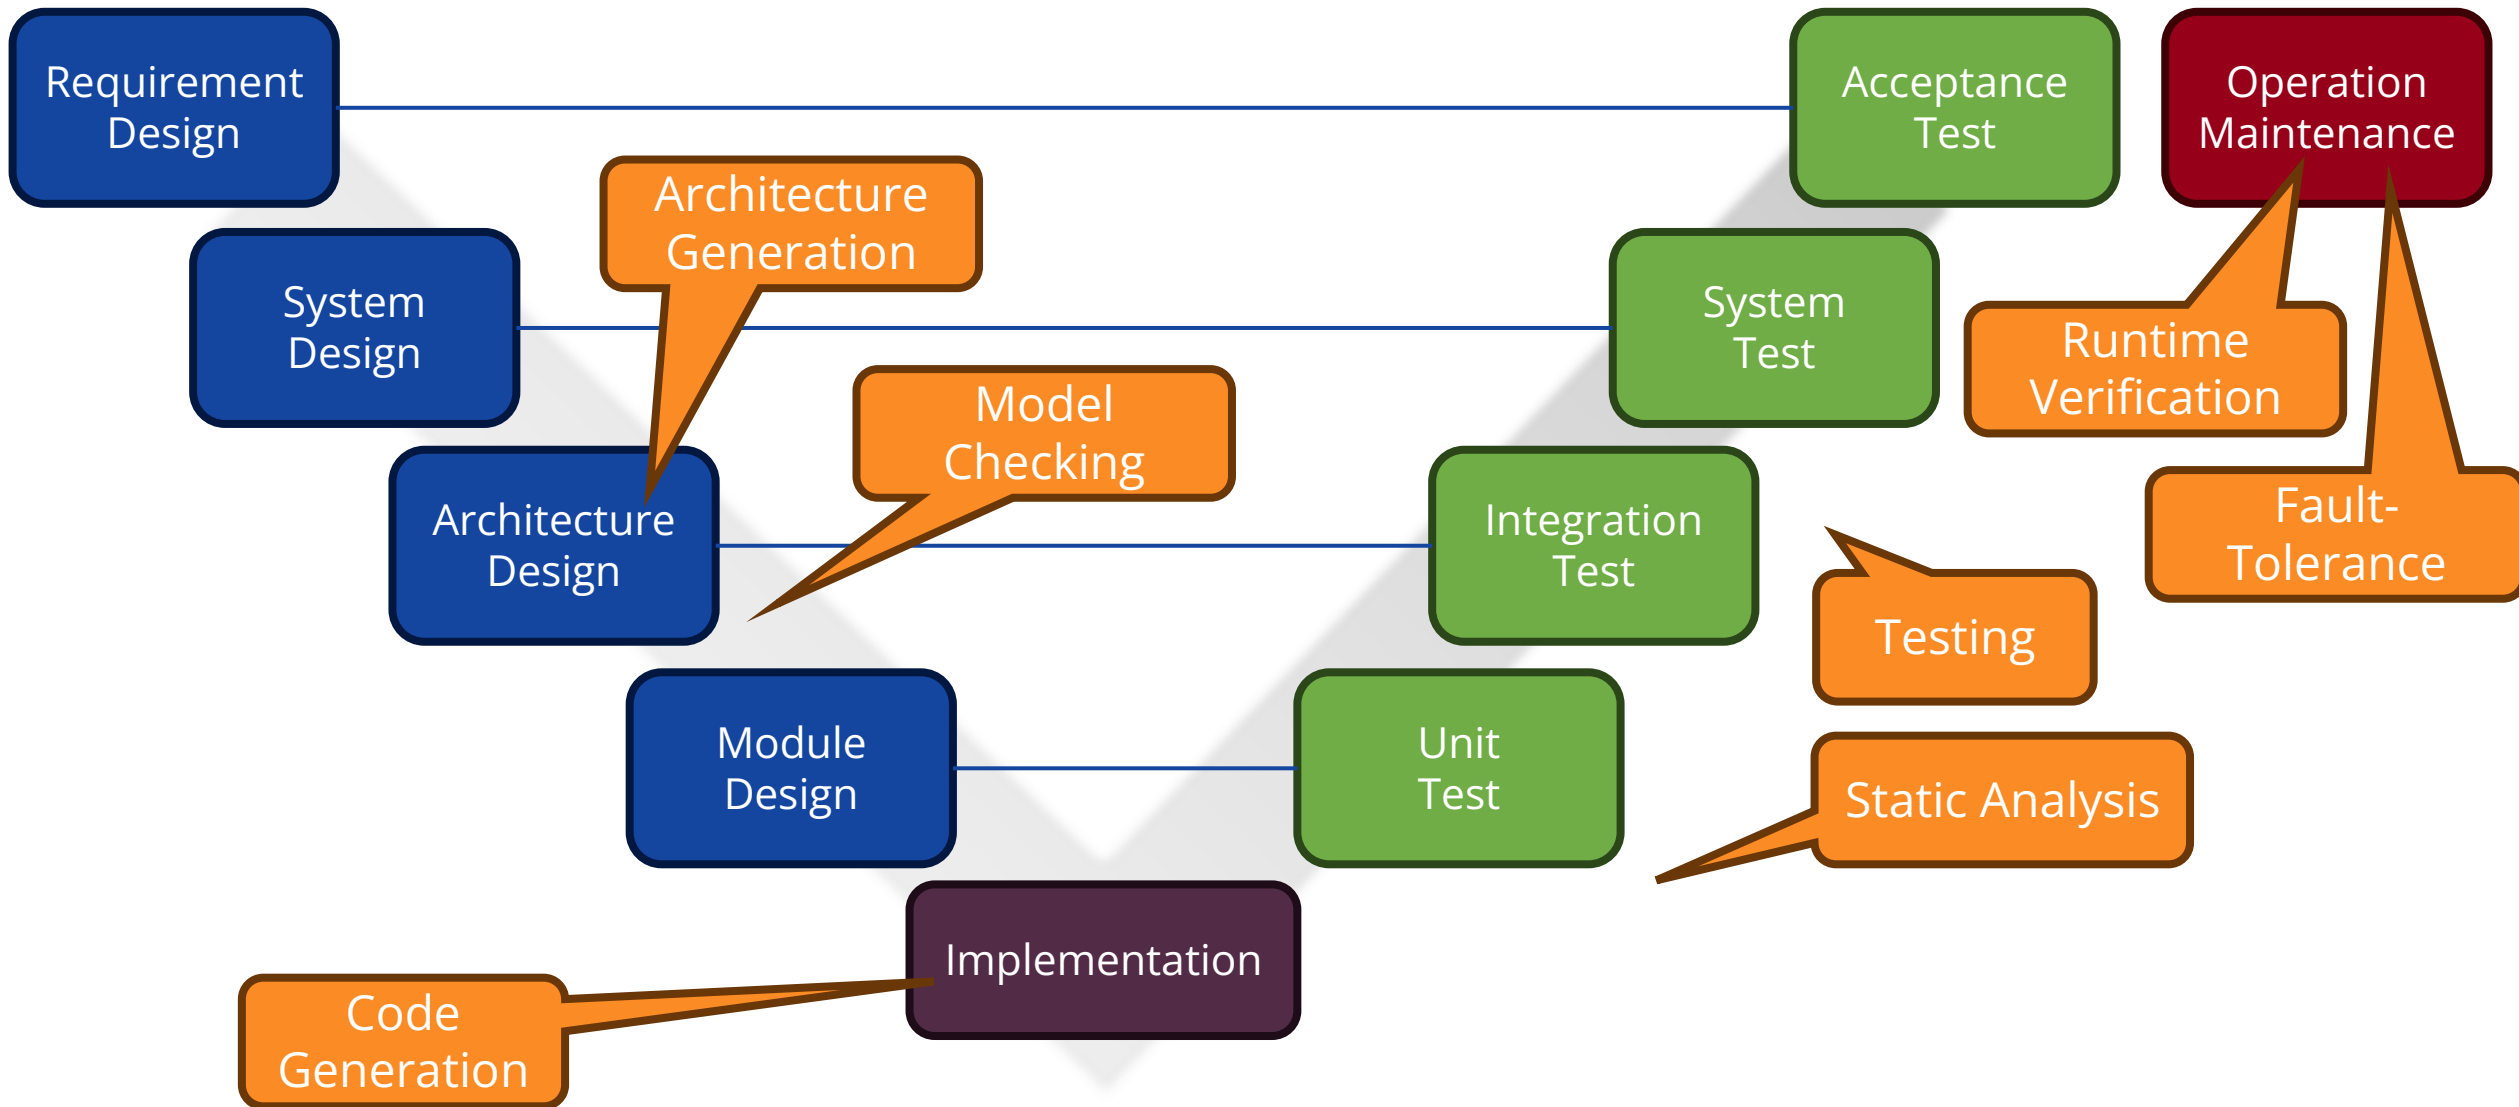 Requirement
Design
Acceptance
Test
Operation
Maintenance
Architecture
Generation
System
Design
System
Test
Runtime
Verification
Model
Checking
Architecture
Design
Integration
Test
Fault-
Tolerance
Testing
Module
Design
Unit
Test
Static Analysis
Implementation
Code
Generation